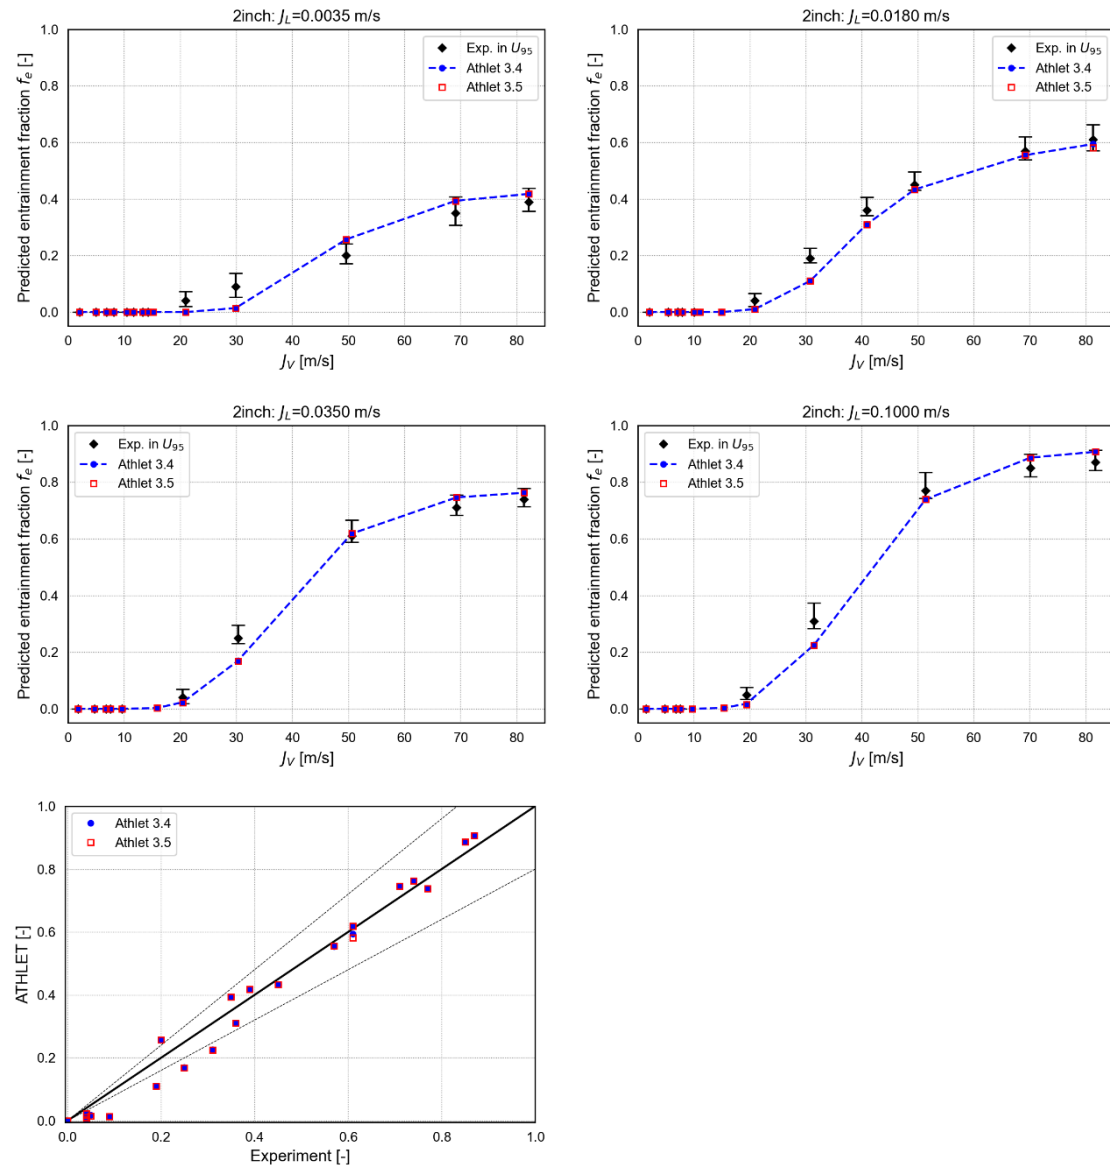 2inch: J_L=0.0035 m/s
Predicted entrainment fraction f_e [-]
1.0
0.8
0.6
0.4
0.2
0.0
Exp. in U_95
Athlet 3.4
Athlet 3.5
0 10 20 30 40 50 60 70 80
J_V [m/s]
2inch: J_L=0.0180 m/s
Predicted entrainment fraction f_e [-]
1.0
0.8
0.6
0.4
0.2
0.0
Exp. in U_95
Athlet 3.4
Athlet 3.5
0 10 20 30 40 50 60 70 80
J_V [m/s]
2inch: J_L=0.0350 m/s
Predicted entrainment fraction f_e [-]
1.0
0.8
0.6
0.4
0.2
0.0
Exp. in U_95
Athlet 3.4
Athlet 3.5
0 10 20 30 40 50 60 70 80
J_V [m/s]
2inch: J_L=0.1000 m/s
Predicted entrainment fraction f_e [-]
1.0
0.8
0.6
0.4
0.2
0.0
Exp. in U_95
Athlet 3.4
Athlet 3.5
0 10 20 30 40 50 60 70 80
J_V [m/s]
ATHLET [-]
1.0
0.8
0.6
0.4
0.2
0.0
Athlet 3.4
Athlet 3.5
0.0 0.2 0.4 0.6 0.8 1.0
Experiment [-]